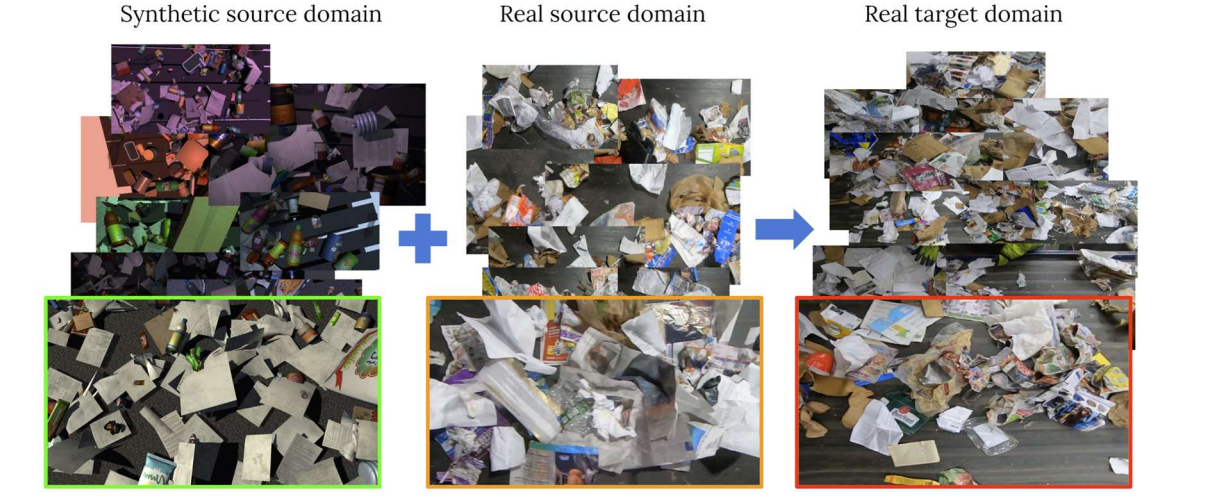 Synthetic source domain
Real source domain
Real target domain